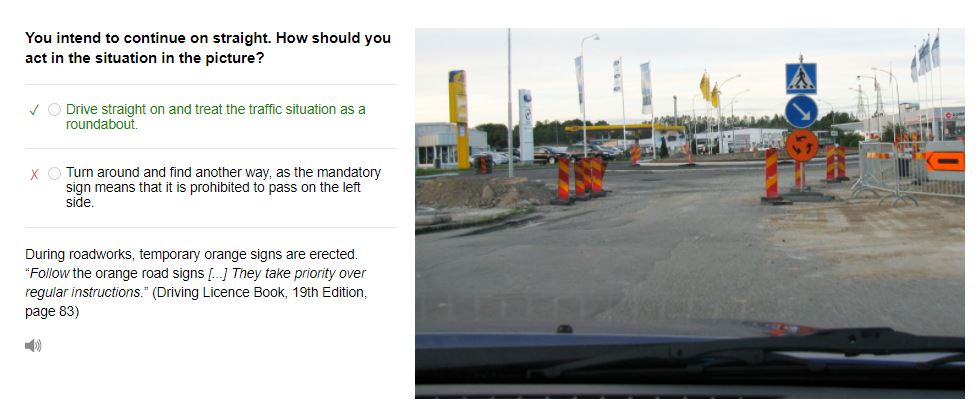 You intend to continue on straight. How should you
act in the situation in the picture?
Drive straight on and treat the traffic situation as a
roundabout.
Turn around and find another way, as the mandatory
sign means that it is prohibited to pass on the left
side.
During roadworks, temporary orange signs are erected.
“Follow the orange road signs [...] They take priority over
regular instructions.” (Driving Licence Book, 19th Edition,
page 83)